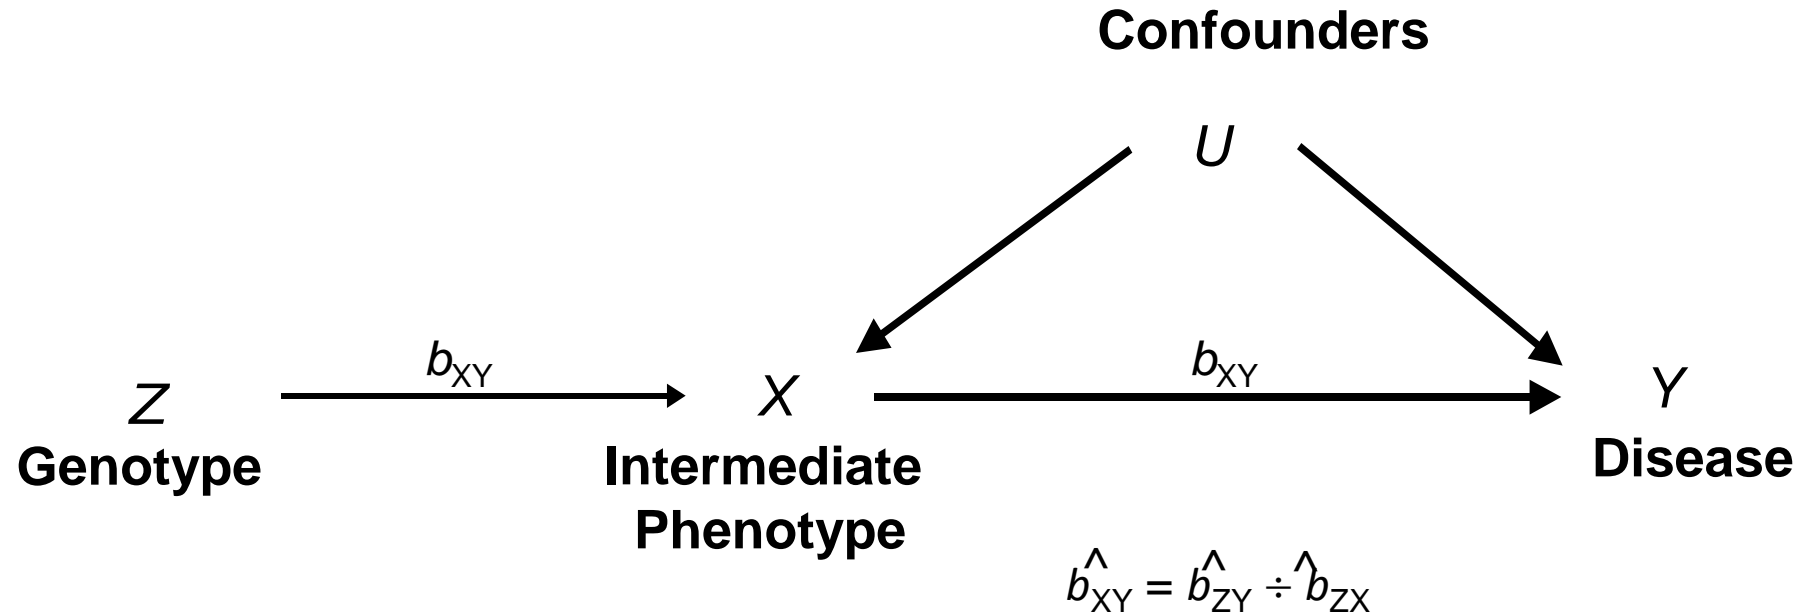 Confounders
U
b_XY
b_XY
Z
X
Y
Genotype
Intermediate
Phenotype
Disease
b̂_XY = b̂_ZY ÷ b̂_ZX